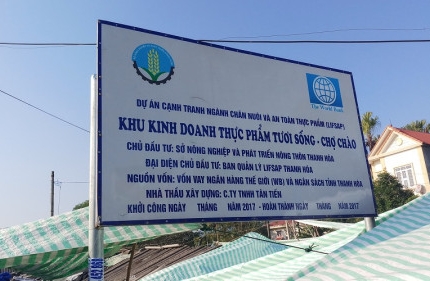 The World Bank
DỰ ÁN CẠNH TRANH NGÀNH CHĂN NUÔI VÀ AN TOÀN THỰC PHẨM (LIFSAP)
KHU KINH DOANH THỰC PHẨM TƯƠI SỐNG - CHỢ CHÀO
CHỦ ĐẦU TƯ: SỞ NÔNG NGHIỆP VÀ PHÁT TRIỂN NÔNG THÔN THANH HÓA
ĐẠI DIỆN CHỦ ĐẦU TƯ: BAN QUẢN LÝ LIFSAP THANH HÓA
NGUỒN VỐN: VỐN VAY NGÂN HÀNG THẾ GIỚI (WB) VÀ NGÂN SÁCH TỈNH THANH HÓA
NHÀ THẦU XÂY DỰNG: C.TY TNHH TÂN TIẾN
KHỞI CÔNG NGÀY THÁNG NĂM 2017 - HOÀN THÀNH NGÀY THÁNG NĂM 2017